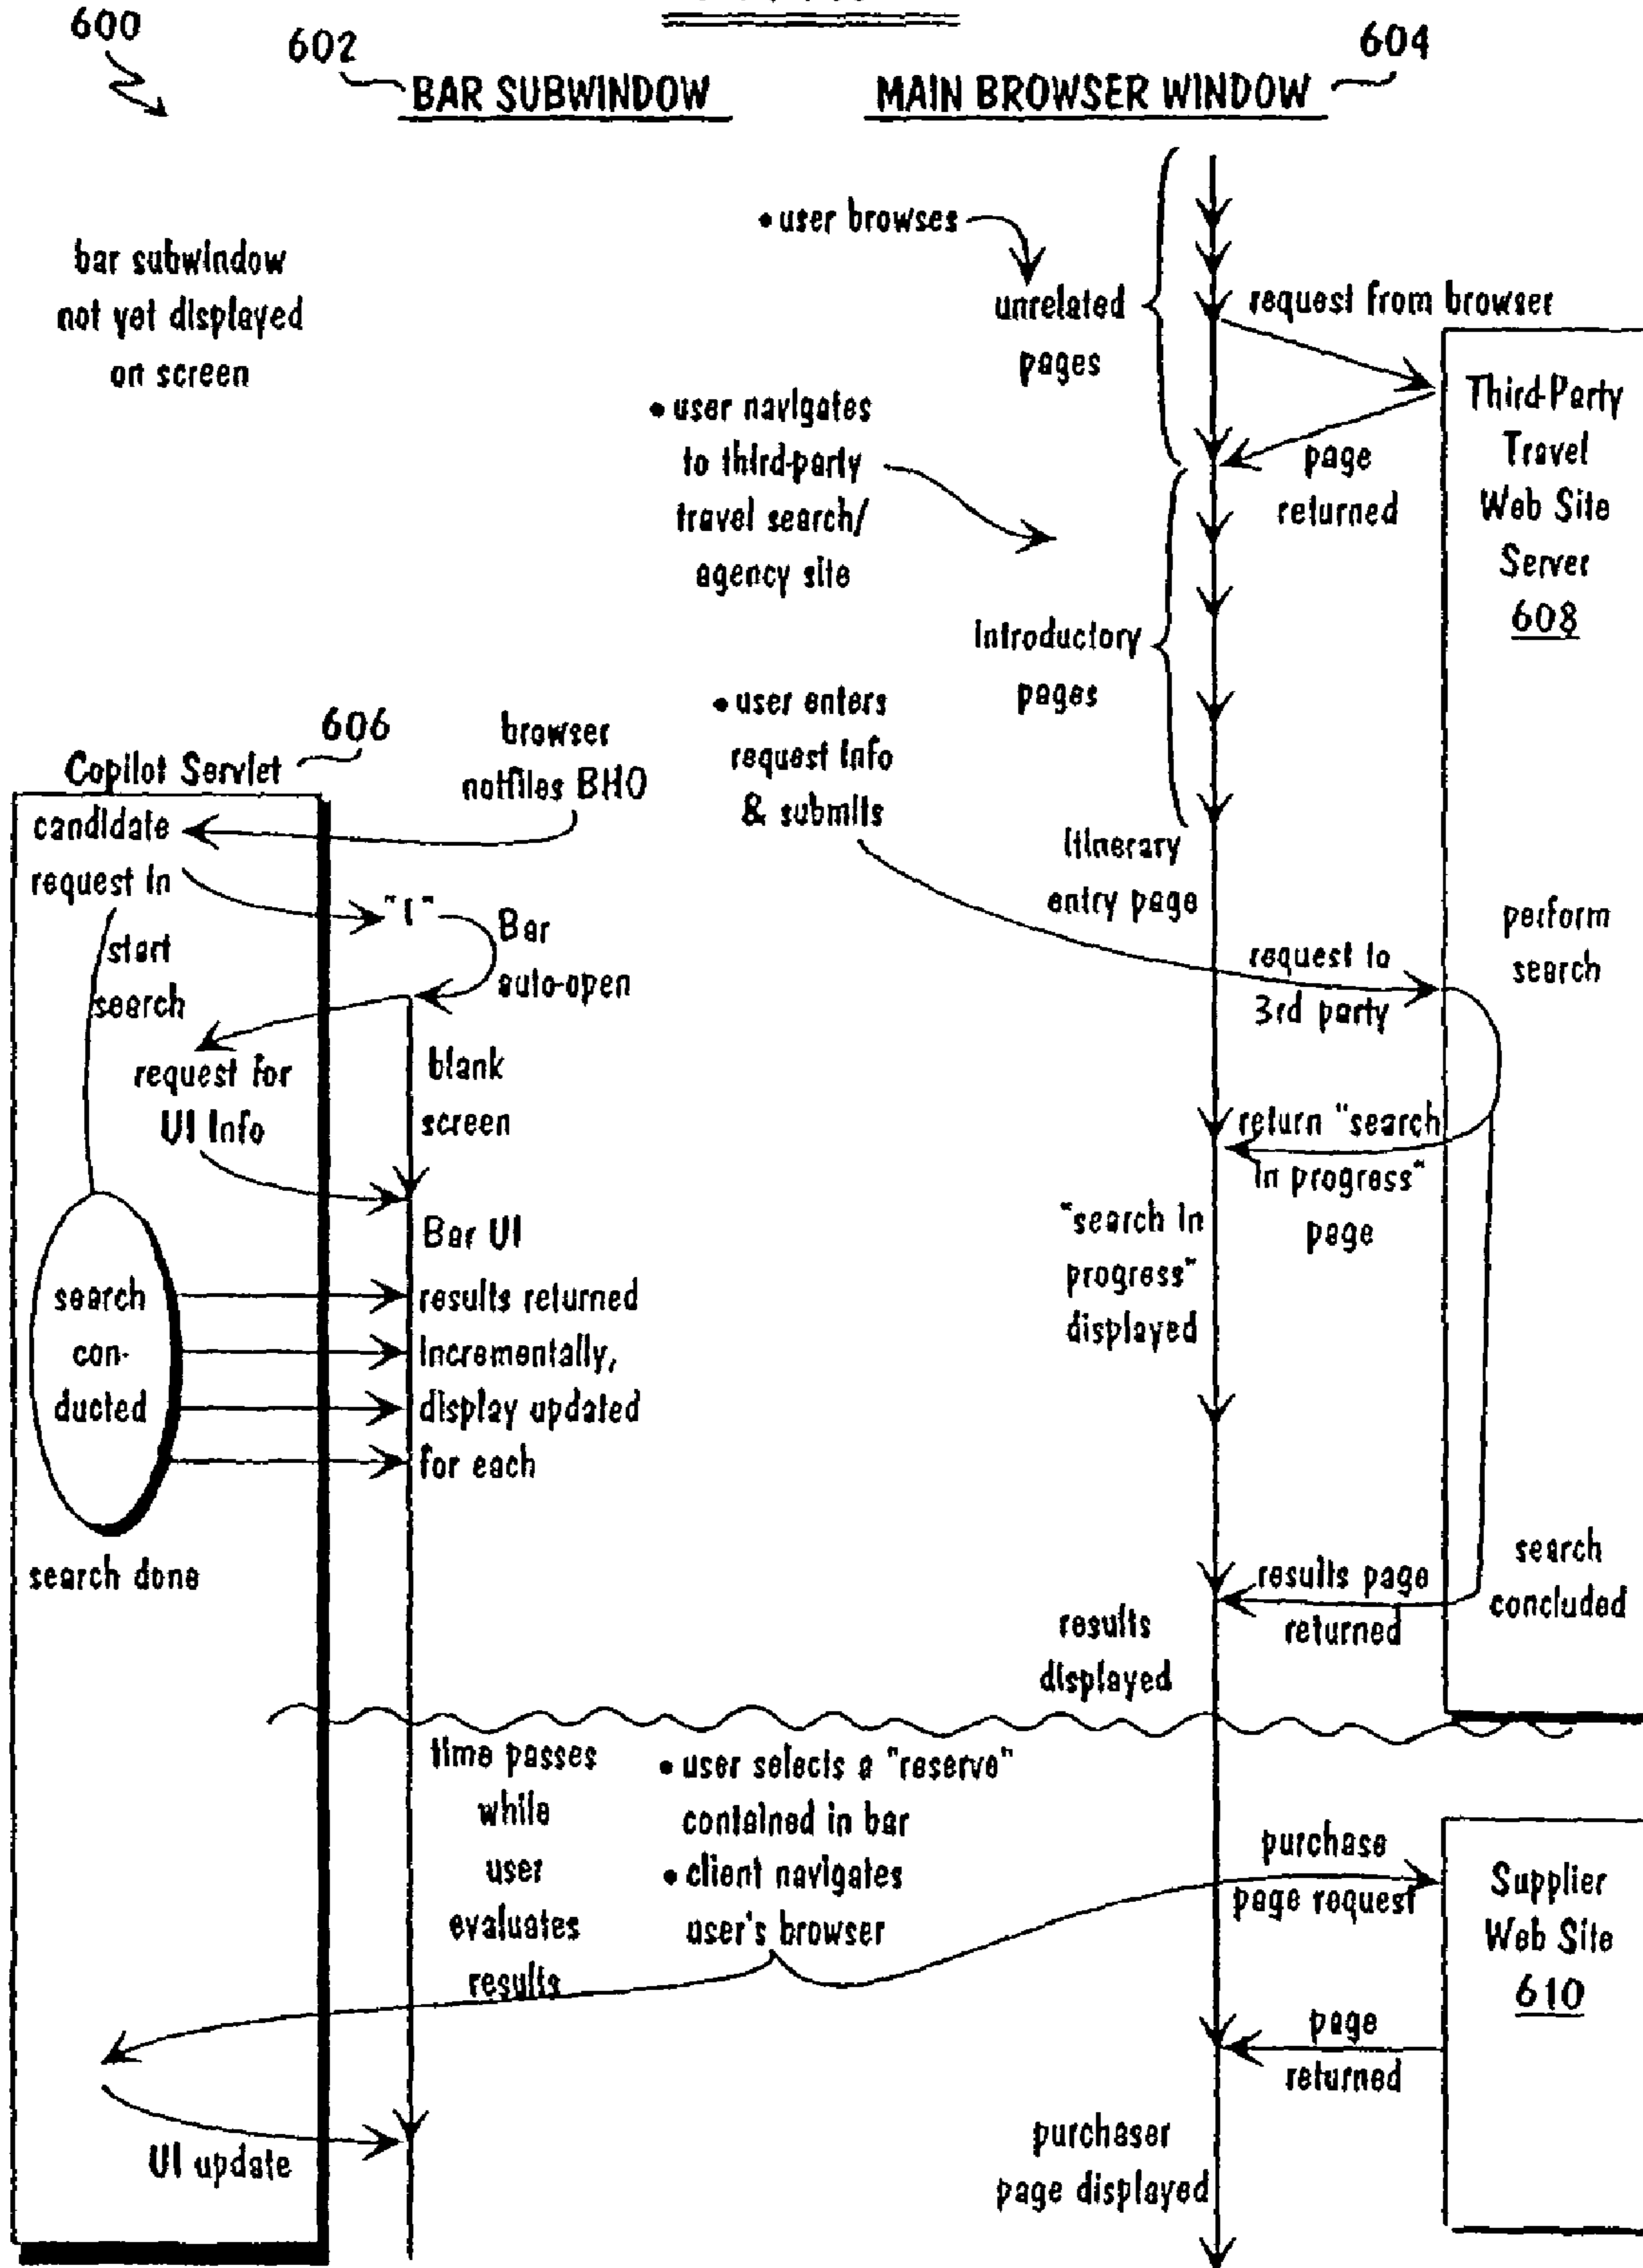 600
602
604
BAR SUBWINDOW
MAIN BROWSER WINDOW
• user browses
bar subwindow
not yet displayed
on screen
unrelated
pages
request from browser
Third-Party
Travel
Web Site
Server
608
• user navigates
to third-party
travel search/
agency site
page
returned
introductory
pages
606
Copilot Servlet
browser
notifies BHO
• user enters
request info
& submits
candidate
request in
start
search
Bar
auto-open
itinerary
entry page
request to
3rd party
perform
search
request for
UI info
blank
screen
return "search
in progress"
page
"search in
progress"
displayed
Bar UI
results returned
incrementally,
display updated
for each
search
con-
ducted
search done
results page
returned
search
concluded
results
displayed
time passes
while
user
evaluates
results
• user selects a "reserve"
contained in bar
• client navigates
user's browser
purchase
page request
Supplier
Web Site
610
page
returned
UI update
purchaser
page displayed